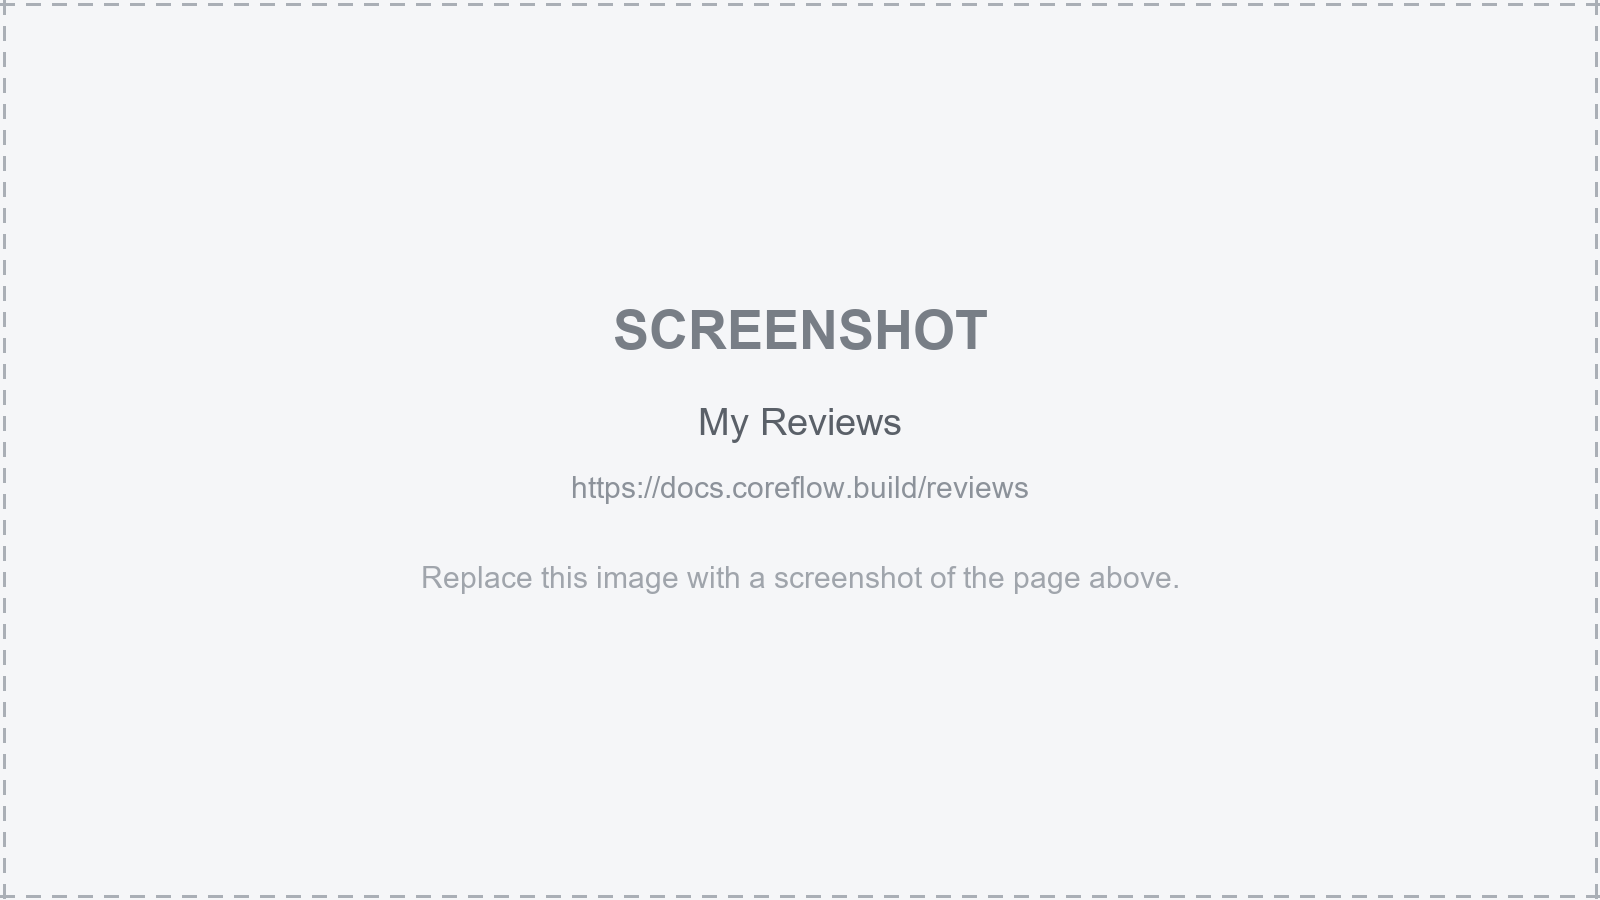 SCREENSHOT
My Reviews
https://docs.coreflow.build/reviews
Replace this image with a screenshot of the page above.